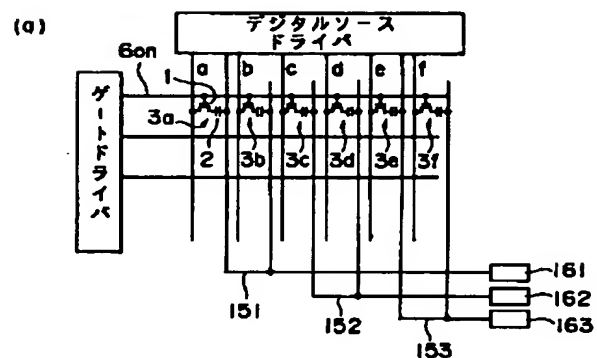 (a)
デジタルソース
ドライバ
60n
1
a b c d e f
ゲートドライバ
3a 2 3b 3c 3d 3e 3f
151
152
153
161
162
163